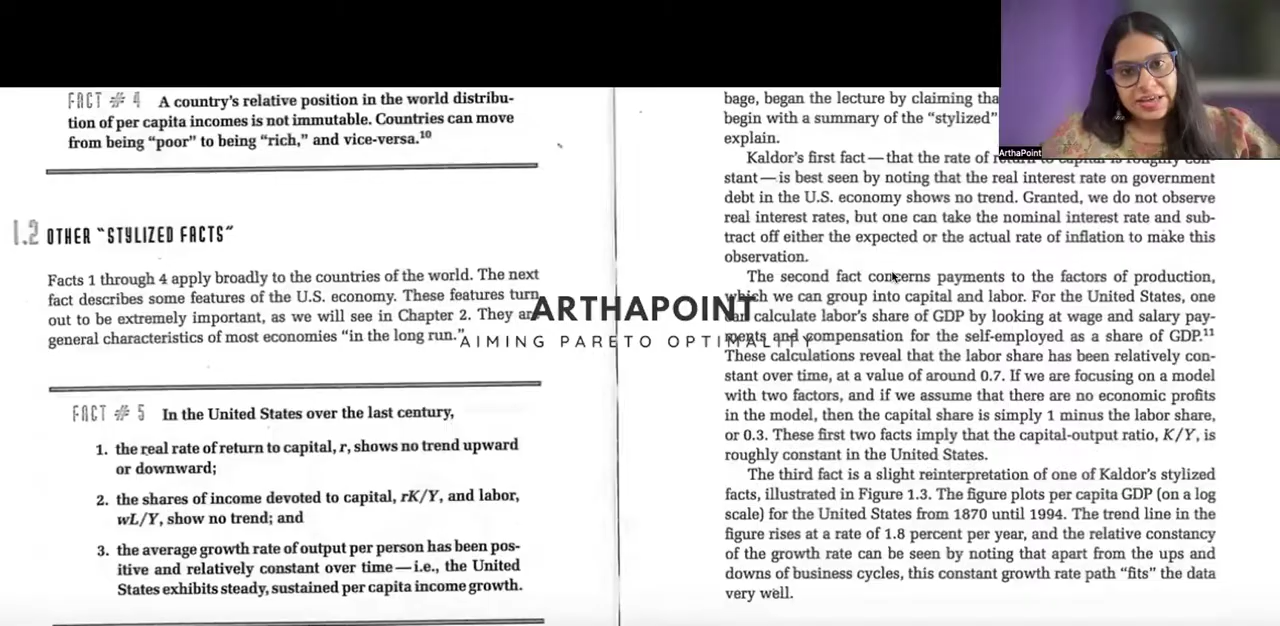 FACT # 4 A country's relative position in the world distribu-
tion of per capita incomes is not immutable. Countries can move
from being "poor" to being "rich," and vice-versa.10
1.2 OTHER "STYLIZED FACTS"
Facts 1 through 4 apply broadly to the countries of the world. The next
fact describes some features of the U.S. economy. These features turn
out to be extremely important, as we will see in Chapter 2. They are
general characteristics of most economies "in the long run."
FACT # 5 In the United States over the last century,
1. the real rate of return to capital, r, shows no trend upward
or downward;
2. the shares of income devoted to capital, rK/Y, and labor,
wL/Y, show no trend; and
3. the average growth rate of output per person has been pos-
itive and relatively constant over time—i.e., the United
States exhibits steady, sustained per capita income growth.
bage, began the lecture by claiming
begin with a summary of the "stylized"
explain.
Kaldor's first fact—that the rate of return to capital is roughly con-
stant—is best seen by noting that the real interest rate on government
debt in the U.S. economy shows no trend. Granted, we do not observe
real interest rates, but one can take the nominal interest rate and sub-
tract off either the expected or the actual rate of inflation to make this
observation.
The second fact concerns payments to the factors of production,
which we can group into capital and labor. For the United States, one
can calculate labor's share of GDP by looking at wage and salary pay-
ments and compensation for the self-employed as a share of GDP.11
These calculations reveal that the labor share has been relatively con-
stant over time, at a value of around 0.7. If we are focusing on a model
with two factors, and if we assume that there are no economic profits
in the model, then the capital share is simply 1 minus the labor share,
or 0.3. These first two facts imply that the capital-output ratio, K/Y, is
roughly constant in the United States.
The third fact is a slight reinterpretation of one of Kaldor's stylized
facts, illustrated in Figure 1.3. The figure plots per capita GDP (on a log
scale) for the United States from 1870 until 1994. The trend line in the
figure rises at a rate of 1.8 percent per year, and the relative constancy
of the growth rate can be seen by noting that apart from the ups and
downs of business cycles, this constant growth rate path "fits" the data
very well.
ARTHAPOINT
AIMING PARETO OPTIMALITY
ArthaPoint